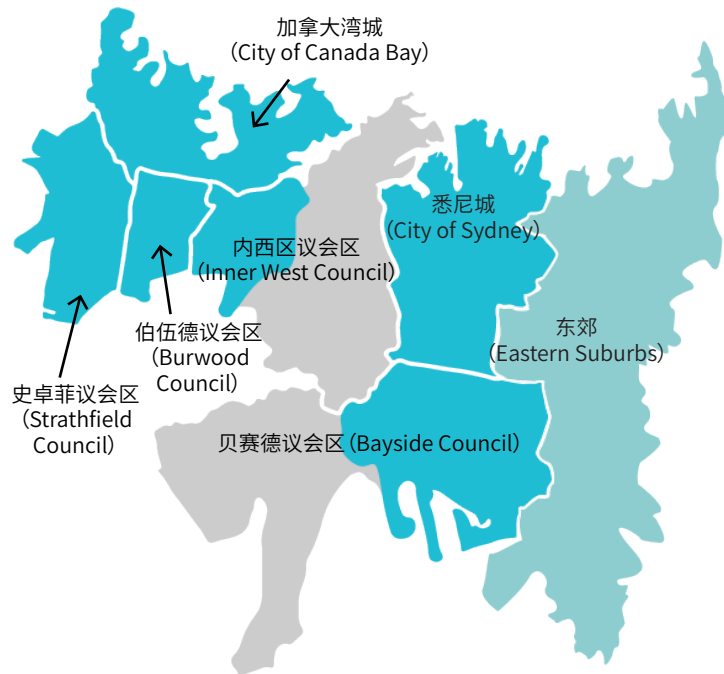 加拿大湾城
（City of Canada Bay）
悉尼城
（City of Sydney）
内西区议会区
（Inner West Council）
伯伍德议会区
（Burwood
Council）
东郊
（Eastern Suburbs）
史卓菲议会区
（Strathfield
Council）
贝赛德议会区（Bayside Council）